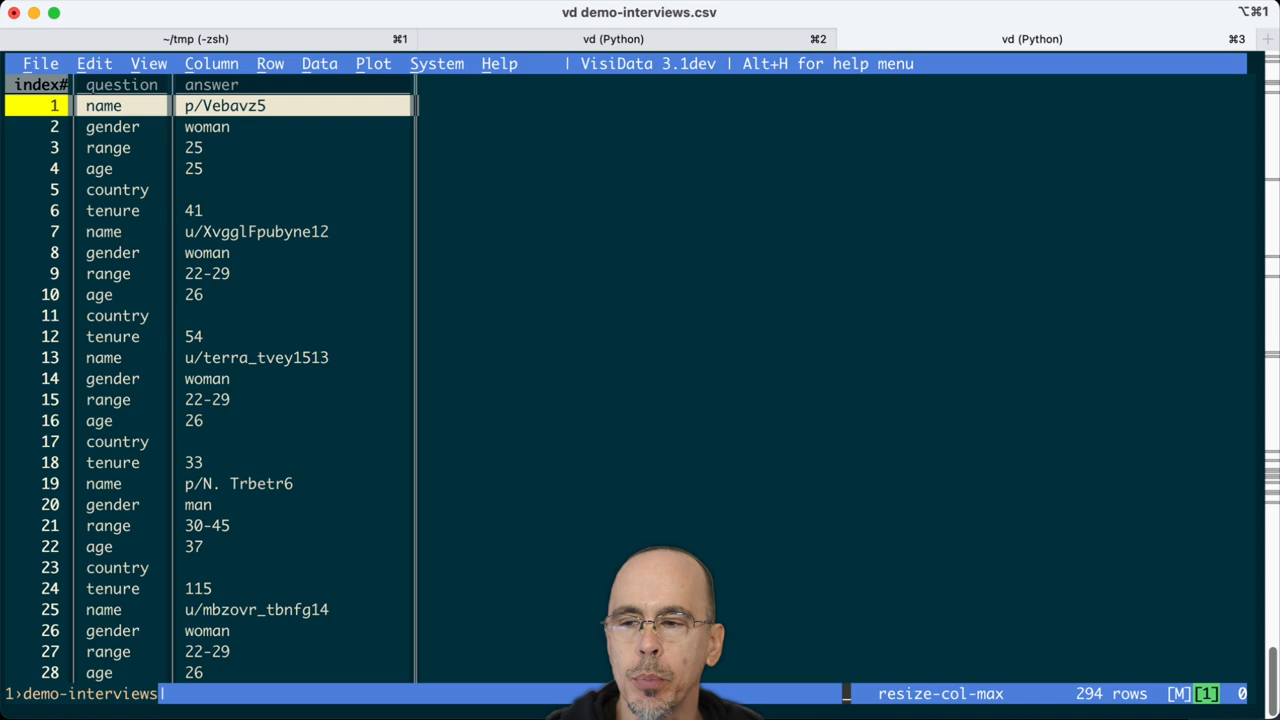 vd demo-interviews.csv
⌥⌘1
~/tmp (-zsh) ⌘1 vd (Python) ⌘2 vd (Python) ⌘3 +
File Edit View Column Row Data Plot System Help | VisiData 3.1dev | Alt+H for help menu
index# question answer
1 name p/Vebavz5
2 gender woman
3 range 25
4 age 25
5 country
6 tenure 41
7 name u/XvgglFpubyne12
8 gender woman
9 range 22-29
10 age 26
11 country
12 tenure 54
13 name u/terra_tvey1513
14 gender woman
15 range 22-29
16 age 26
17 country
18 tenure 33
19 name p/N. Trbetr6
20 gender man
21 range 30-45
22 age 37
23 country
24 tenure 115
25 name u/mbzovr_tbnfg14
26 gender woman
27 range 22-29
28 age 26
1›demo-interviews| resize-col-max 294 rows [M][1] 0